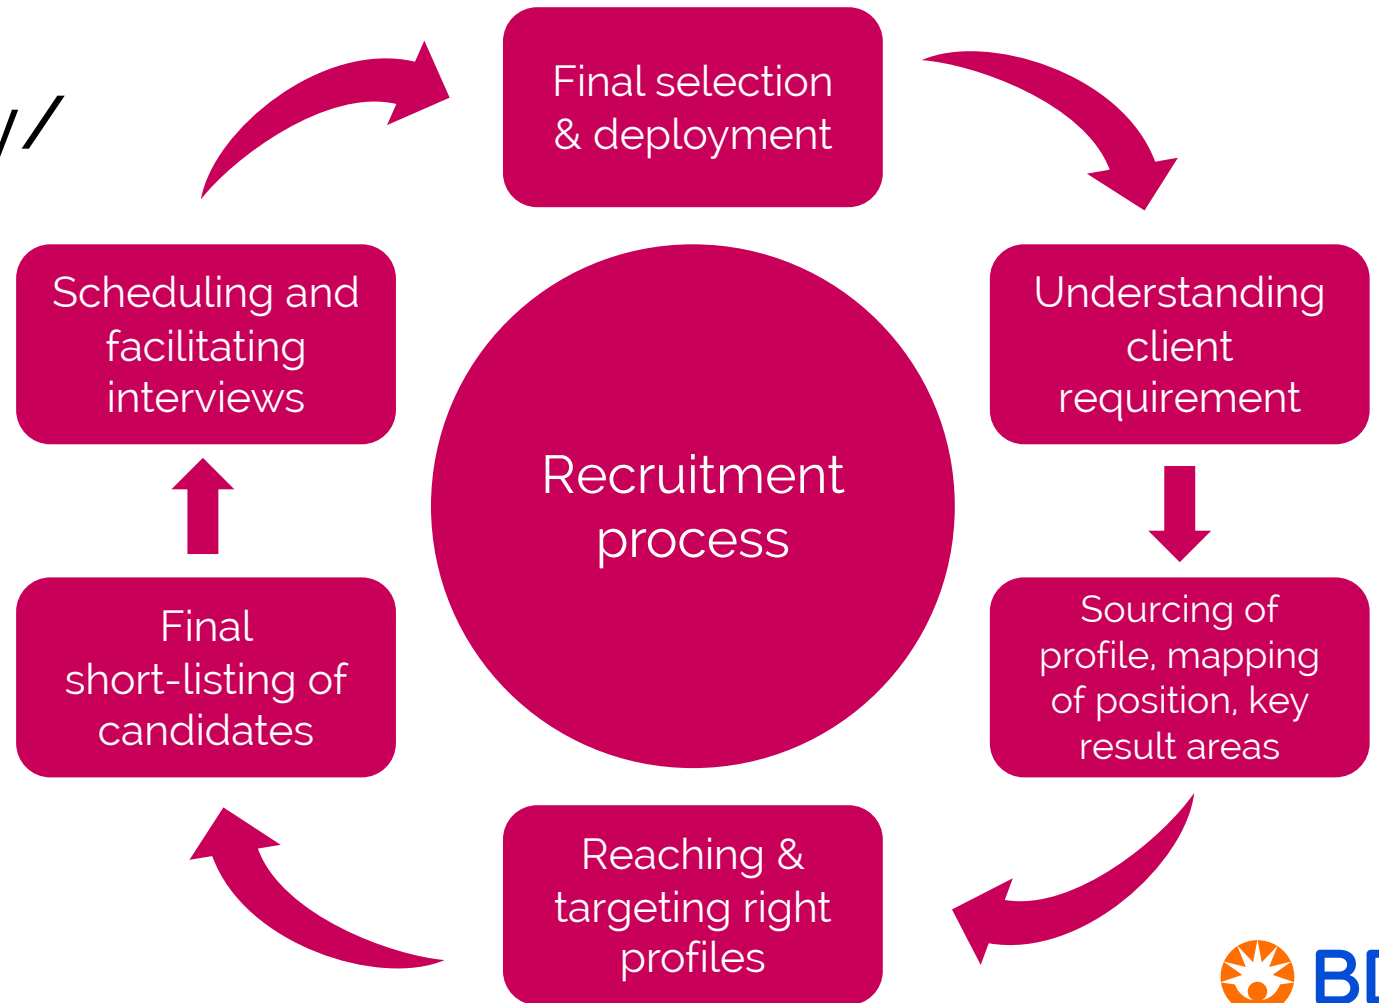 y/
Final selection
& deployment
Scheduling and
facilitating
interviews
Understanding
client
requirement
Recruitment
process
Final
short-listing of
candidates
Sourcing of
profile, mapping
of position, key
result areas
Reaching &
targeting right
profiles
BD